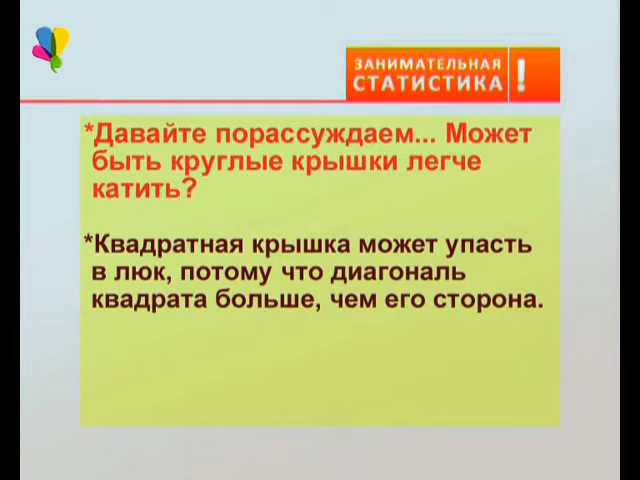 ЗАНИМАТЕЛЬНАЯ
СТАТИСТИКА !
*Давайте порассуждаем... Может
быть круглые крышки легче
катить?
*Квадратная крышка может упасть
в люк, потому что диагональ
квадрата больше, чем его сторона.